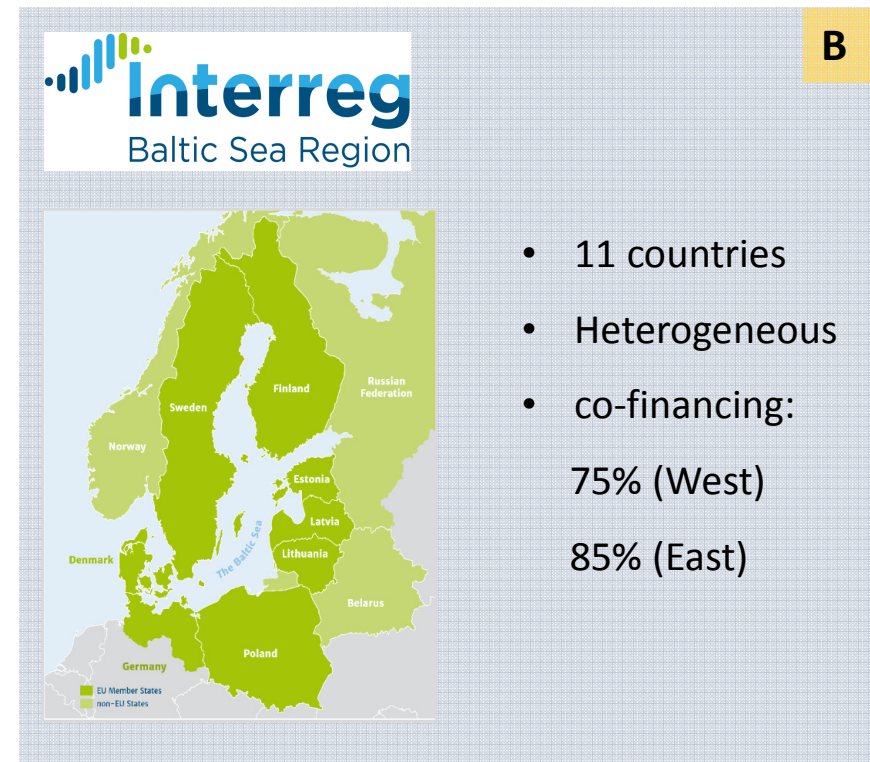 B
Interreg
Baltic Sea Region
• 11 countries
• Heterogeneous
• co-financing:
75% (West)
85% (East)
Finland
Russian
Federation
Sweden
Norway
Estonia
Latvia
The Baltic Sea
Lithuania
Denmark
Belarus
Poland
Germany
EU Member States
non-EU States